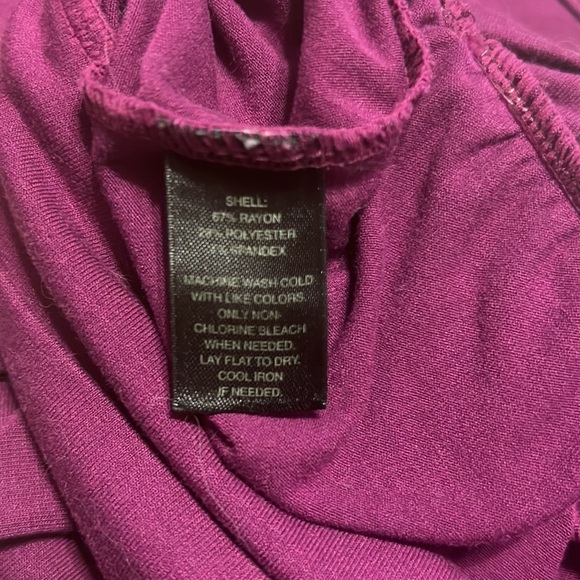 SHELL:
67% RAYON
28% POLYESTER
SPANDEX
MACHINE WASH COLD
WITH LIKE COLORS.
ONLY NON-
CHLORINE BLEACH
WHEN NEEDED.
LAY FLAT TO DRY.
COOL IRON
IF NEEDED.